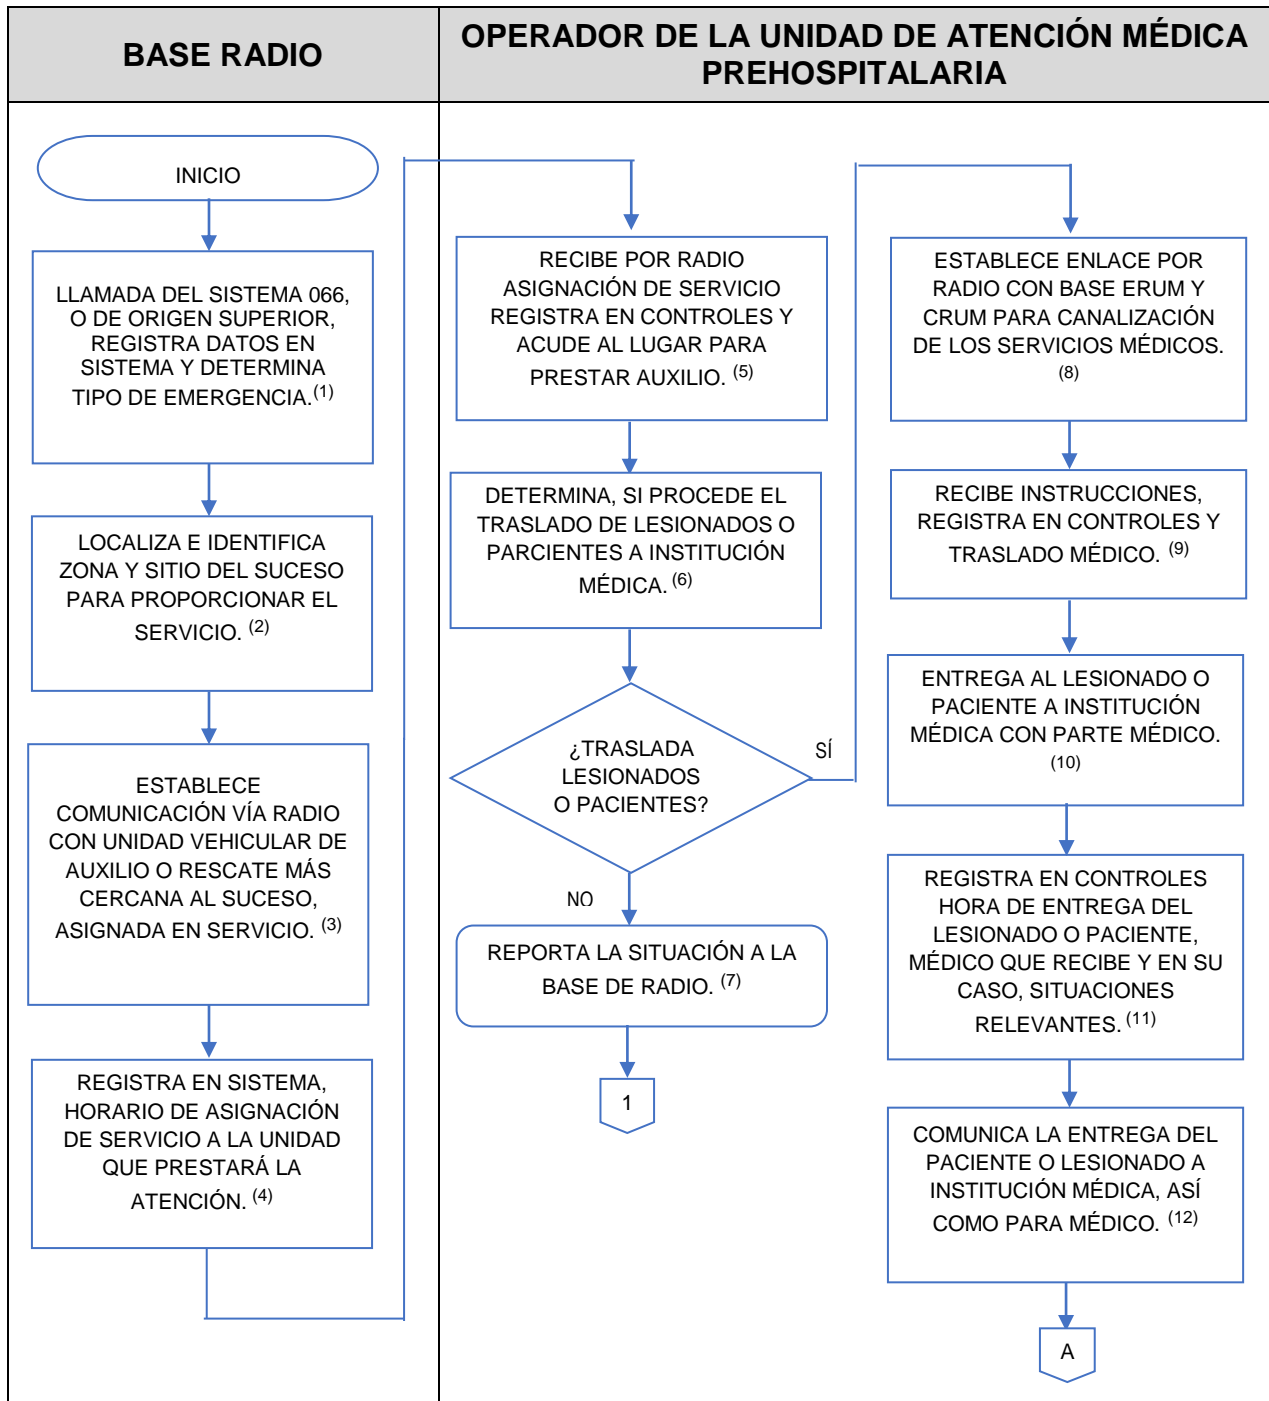 BASE RADIO
OPERADOR DE LA UNIDAD DE ATENCIÓN MÉDICA
PREHOSPITALARIA
INICIO
LLAMADA DEL SISTEMA 066,
O DE ORIGEN SUPERIOR,
REGISTRA DATOS EN
SISTEMA Y DETERMINA
TIPO DE EMERGENCIA.(1)
LOCALIZA E IDENTIFICA
ZONA Y SITIO DEL SUCESO
PARA PROPORCIONAR EL
SERVICIO. (2)
ESTABLECE
COMUNICACIÓN VÍA RADIO
CON UNIDAD VEHICULAR DE
AUXILIO O RESCATE MÁS
CERCANA AL SUCESO,
ASIGNADA EN SERVICIO. (3)
REGISTRA EN SISTEMA,
HORARIO DE ASIGNACIÓN
DE SERVICIO A LA UNIDAD
QUE PRESTARÁ LA
ATENCIÓN. (4)
RECIBE POR RADIO
ASIGNACIÓN DE SERVICIO
REGISTRA EN CONTROLES Y
ACUDE AL LUGAR PARA
PRESTAR AUXILIO. (5)
DETERMINA, SI PROCEDE EL
TRASLADO DE LESIONADOS O
PARCIENTES A INSTITUCIÓN
MÉDICA. (6)
¿TRASLADA
LESIONADOS
O PACIENTES?
SÍ
NO
REPORTA LA SITUACIÓN A LA
BASE DE RADIO. (7)
1
ESTABLECE ENLACE POR
RADIO CON BASE ERUM Y
CRUM PARA CANALIZACIÓN
DE LOS SERVICIOS MÉDICOS.
(8)
RECIBE INSTRUCCIONES,
REGISTRA EN CONTROLES Y
TRASLADO MÉDICO. (9)
ENTREGA AL LESIONADO O
PACIENTE A INSTITUCIÓN
MÉDICA CON PARTE MÉDICO.
(10)
REGISTRA EN CONTROLES
HORA DE ENTREGA DEL
LESIONADO O PACIENTE,
MÉDICO QUE RECIBE Y EN SU
CASO, SITUACIONES
RELEVANTES. (11)
COMUNICA LA ENTREGA DEL
PACIENTE O LESIONADO A
INSTITUCIÓN MÉDICA, ASÍ
COMO PARA MÉDICO. (12)
A